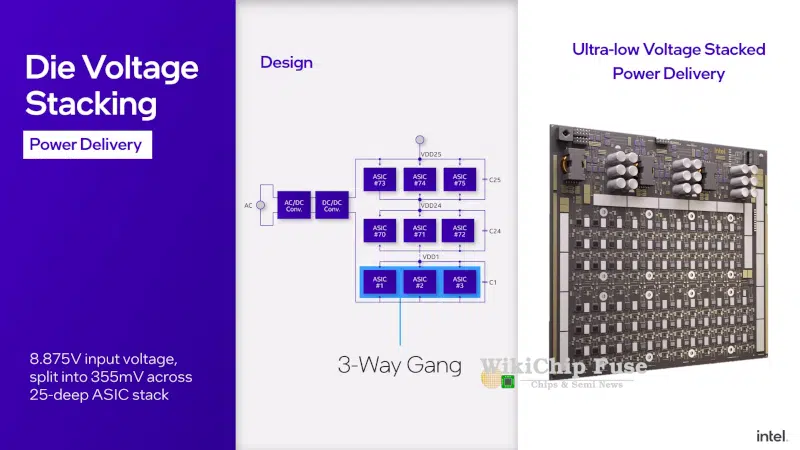 Die Voltage
Stacking
Power Delivery
8.875V input voltage,
split into 355mV across
25-deep ASIC stack
Design
AC
AC/DC
Conv.
DC/DC
Conv.
VDD25
ASIC
#73
ASIC
#74
ASIC
#75
C25
VDD24
ASIC
#70
ASIC
#71
ASIC
#72
C24
VDD1
ASIC
#1
ASIC
#2
ASIC
#3
C1
3-Way Gang
Ultra-low Voltage Stacked
Power Delivery
WikiChip Fuse
Chips & Semi News
intel.